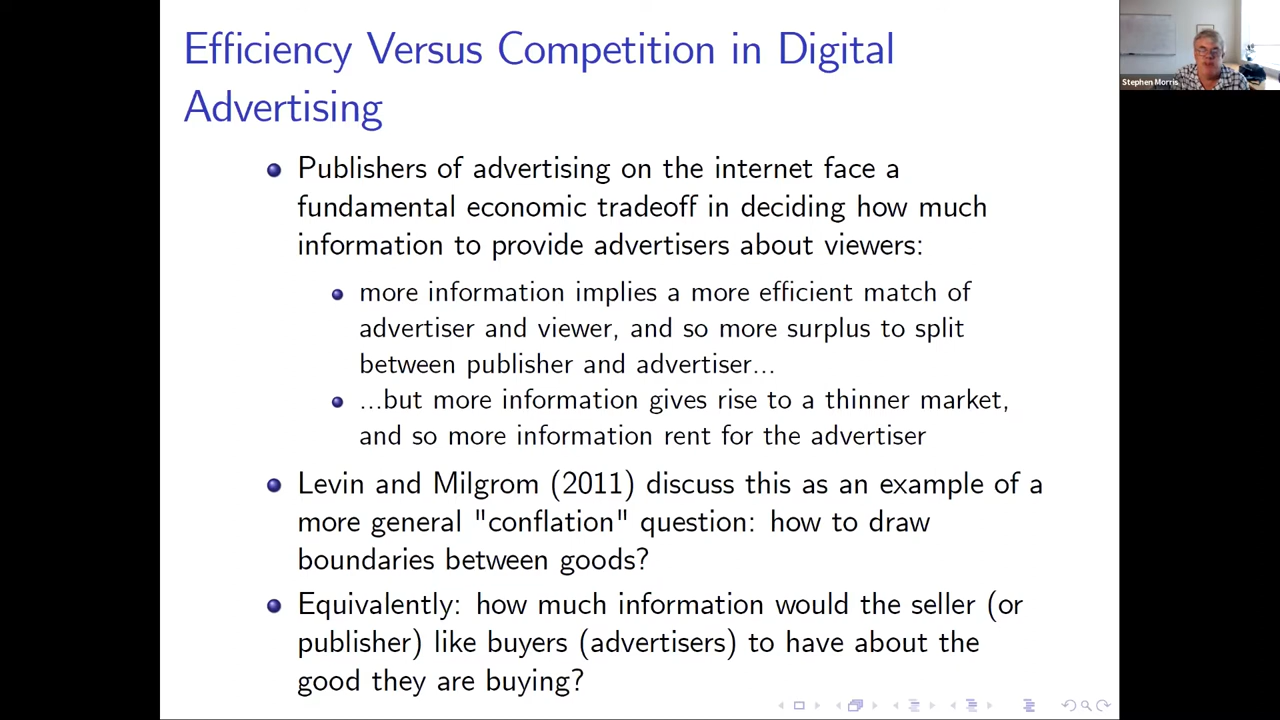 Efficiency Versus Competition in Digital
Advertising
Publishers of advertising on the internet face a
fundamental economic tradeoff in deciding how much
information to provide advertisers about viewers:
more information implies a more efficient match of
advertiser and viewer, and so more surplus to split
between publisher and advertiser...
...but more information gives rise to a thinner market,
and so more information rent for the advertiser
Levin and Milgrom (2011) discuss this as an example of a
more general "conflation" question: how to draw
boundaries between goods?
Equivalently: how much information would the seller (or
publisher) like buyers (advertisers) to have about the
good they are buying?
Stephen Morris